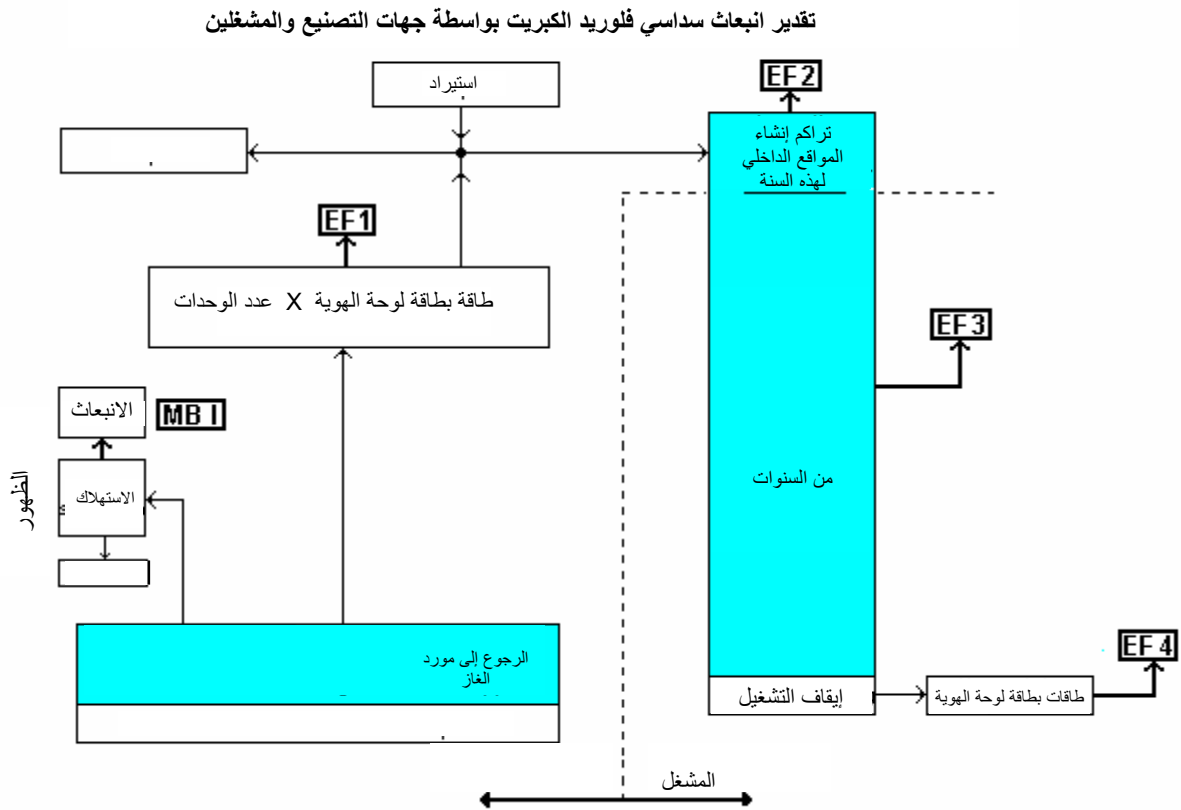 تقدير انبعاث سداسي فلوريد الكبريت بواسطة جهات التصنيع والمشغلين
استيراد
EF2
تراكم إنشاء
المواقع الداخلي
لهذه السنة
EF1
طاقة بطاقة لوحة الهوية X عدد الوحدات
EF3
الانبعاث
MB I
الاستهلاك
الظهور
من السنوات
الرجوع إلى مورد
الغاز
EF4
إيقاف التشغيل
طاقات بطاقة لوحة الهوية
المشغل